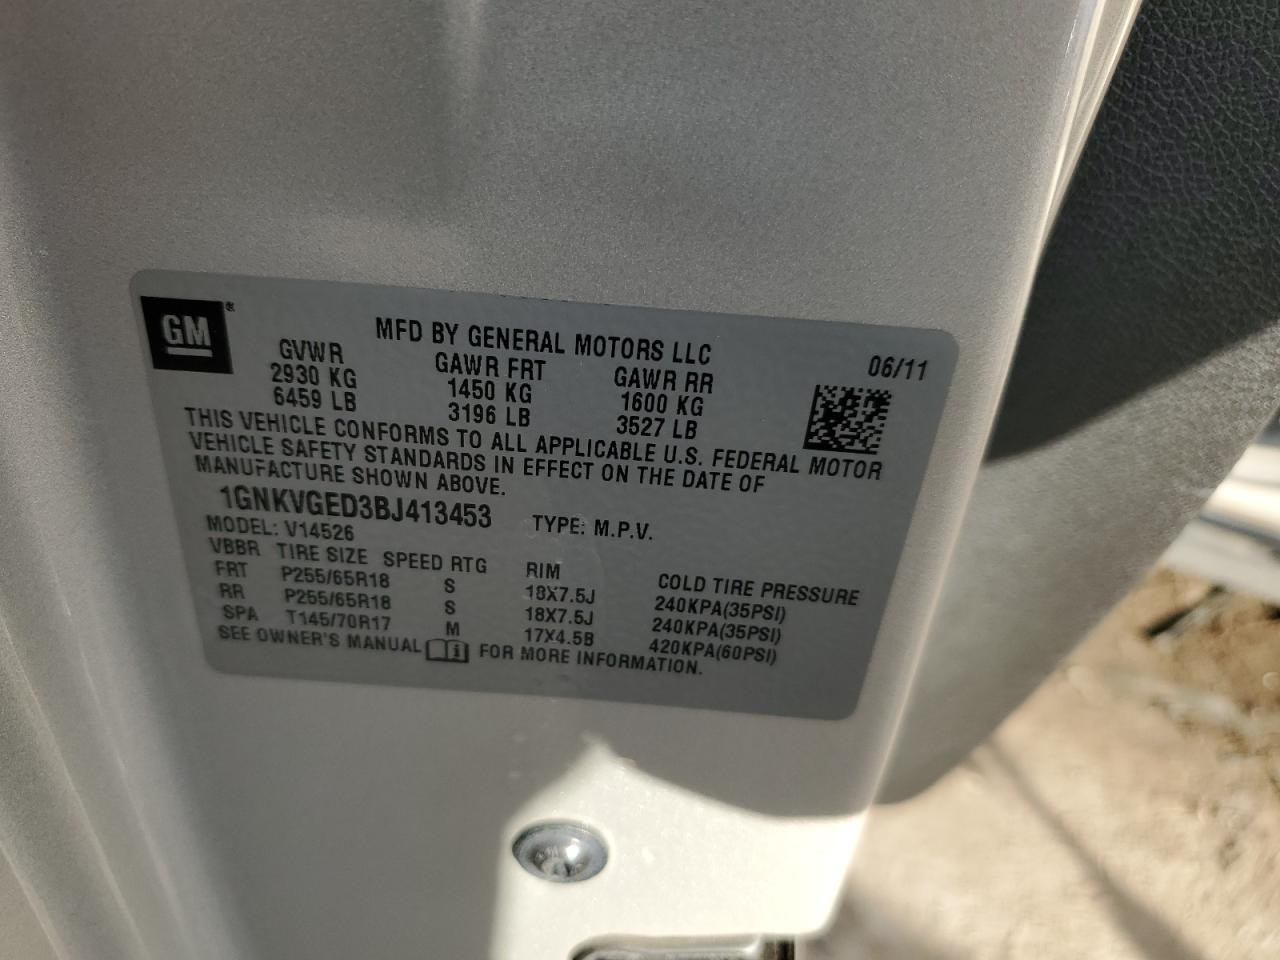 GM®
MFD BY GENERAL MOTORS LLC 06/11
GVWR GAWR FRT GAWR RR
2930 KG 1450 KG 1600 KG
6459 LB 3196 LB 3527 LB
THIS VEHICLE CONFORMS TO ALL APPLICABLE U.S. FEDERAL MOTOR
VEHICLE SAFETY STANDARDS IN EFFECT ON THE DATE OF
MANUFACTURE SHOWN ABOVE.
1GNKVGED3BJ413453 TYPE: M.P.V.
MODEL: V14526
VBBR TIRE SIZE SPEED RTG RIM COLD TIRE PRESSURE
FRT P255/65R18 S 18X7.5J 240KPA(35PSI)
RR P255/65R18 S 18X7.5J 240KPA(35PSI)
SPA T145/70R17 M 17X4.5B 420KPA(60PSI)
SEE OWNER'S MANUAL FOR MORE INFORMATION.